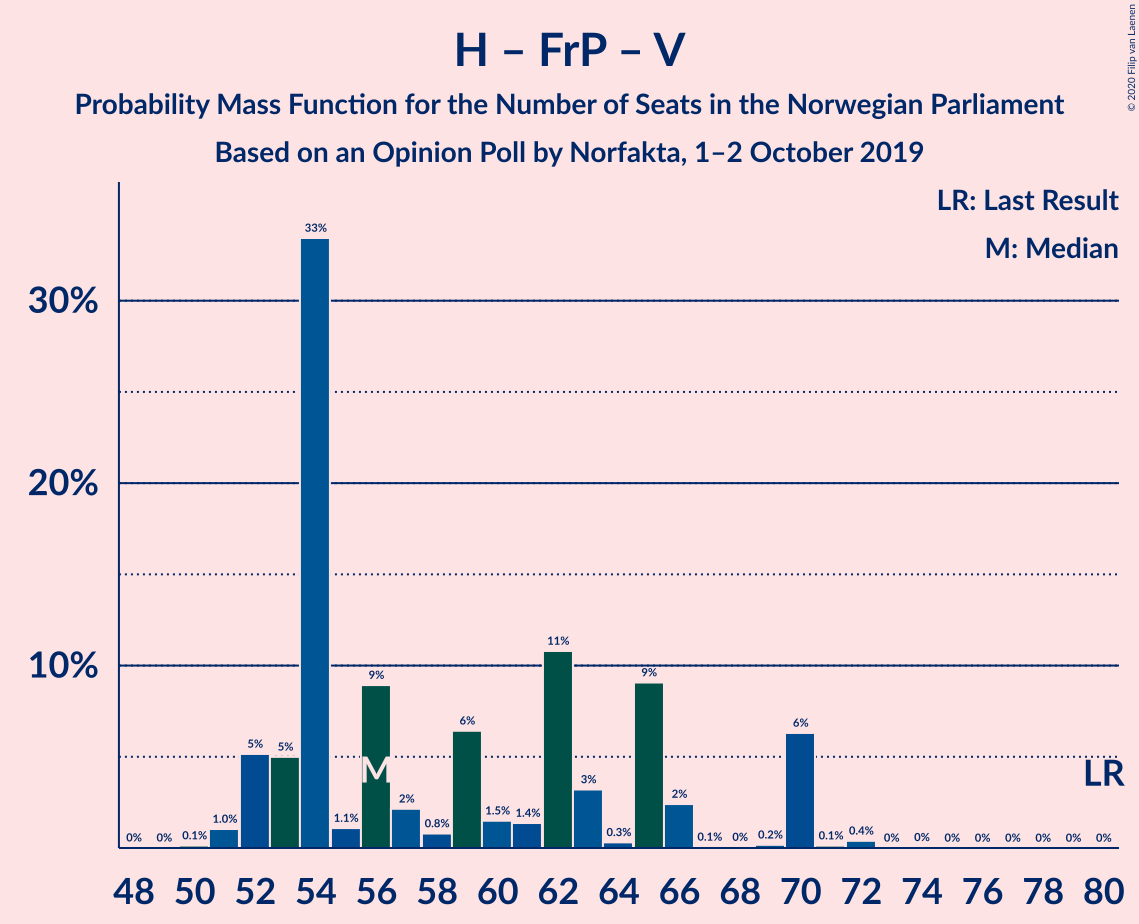 H – FrP – V
Probability Mass Function for the Number of Seats in the Norwegian Parliament
Based on an Opinion Poll by Norfakta, 1–2 October 2019
© 2020 Filip van Laenen
LR: Last Result
M: Median
30%
20%
10%
0% 0% 0.1% 1.0% 5% 5% 33% 1.1% 9% 2% 0.8% 6% 1.5% 1.4% 11% 3% 0.3% 9% 2% 0.1% 0% 0.2% 6% 0.1% 0.4% 0% 0% 0% 0% 0% 0% 0% 0%
M
LR
48 50 52 54 56 58 60 62 64 66 68 70 72 74 76 78 80